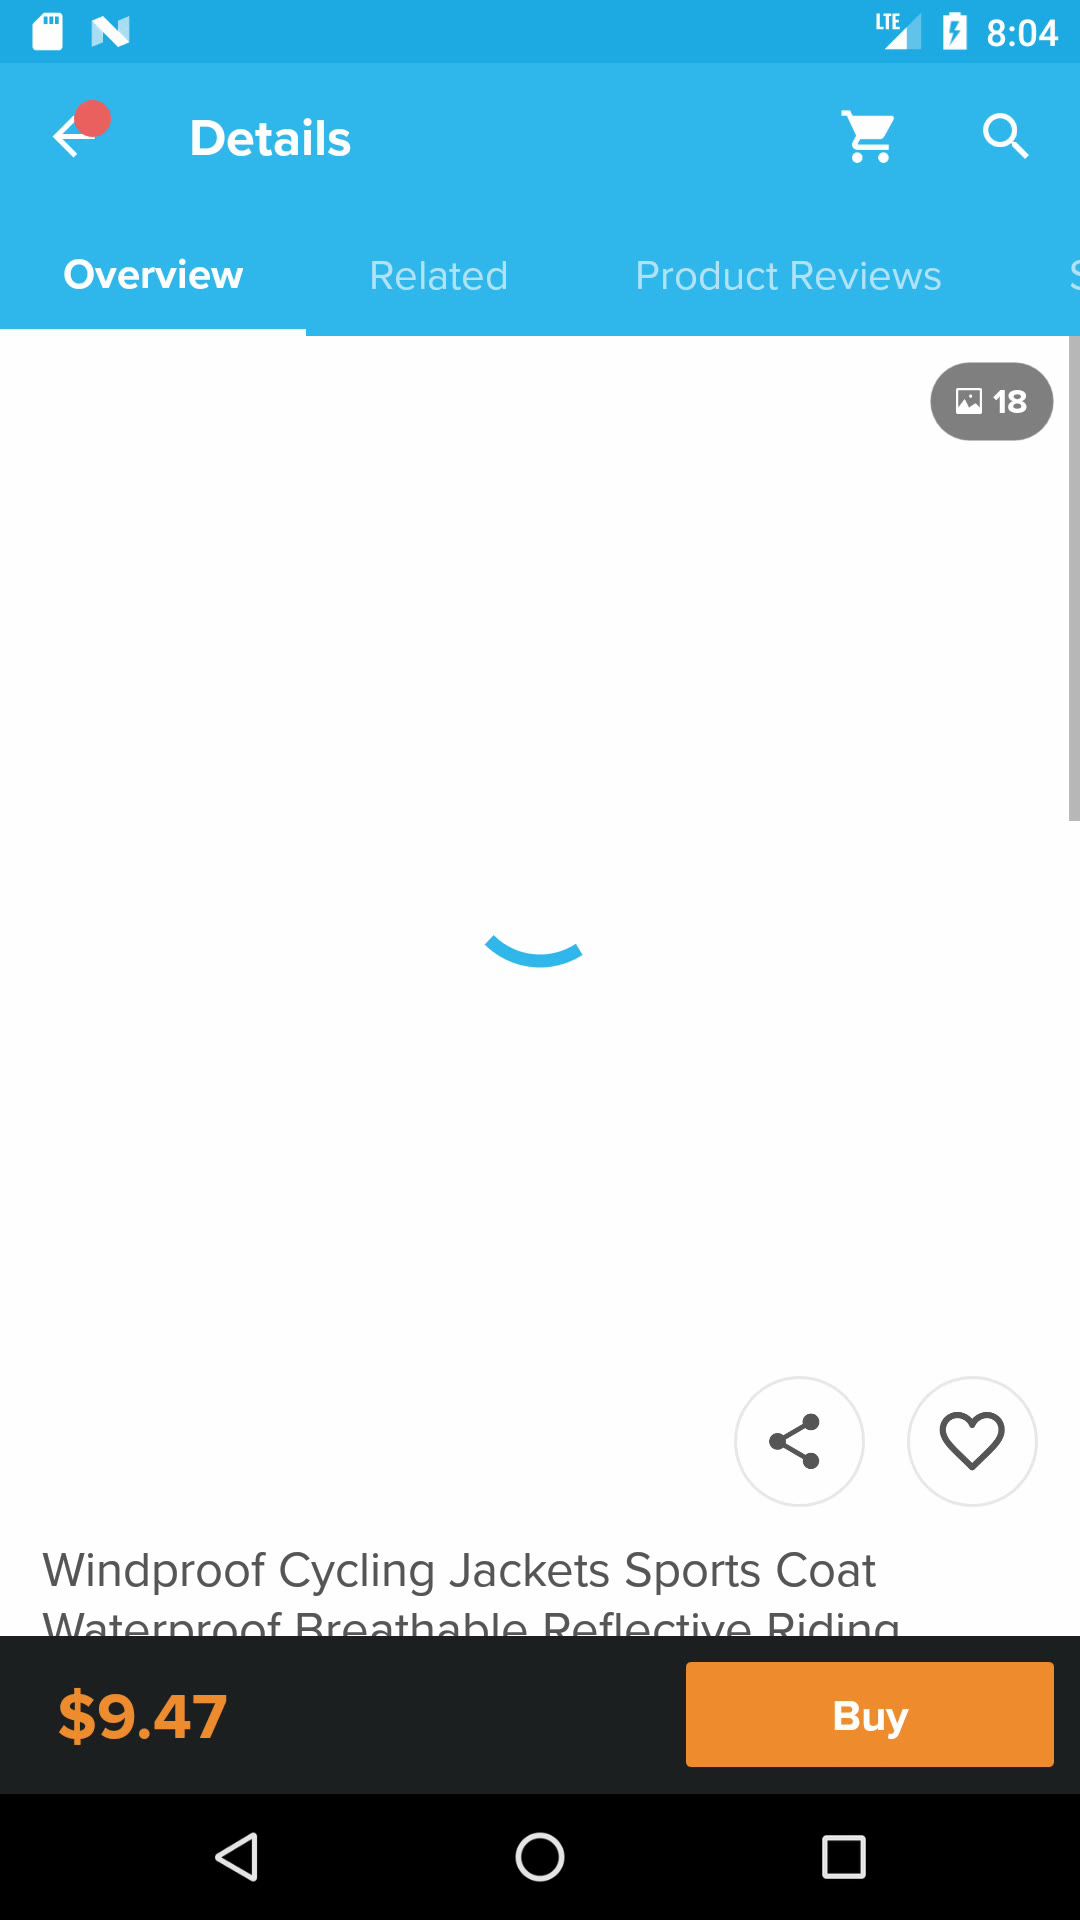 LTE 8:04
Details
Overview Related Product Reviews S
18
Windproof Cycling Jackets Sports Coat
Waterproof Breathable Reflective Riding
$9.47 Buy